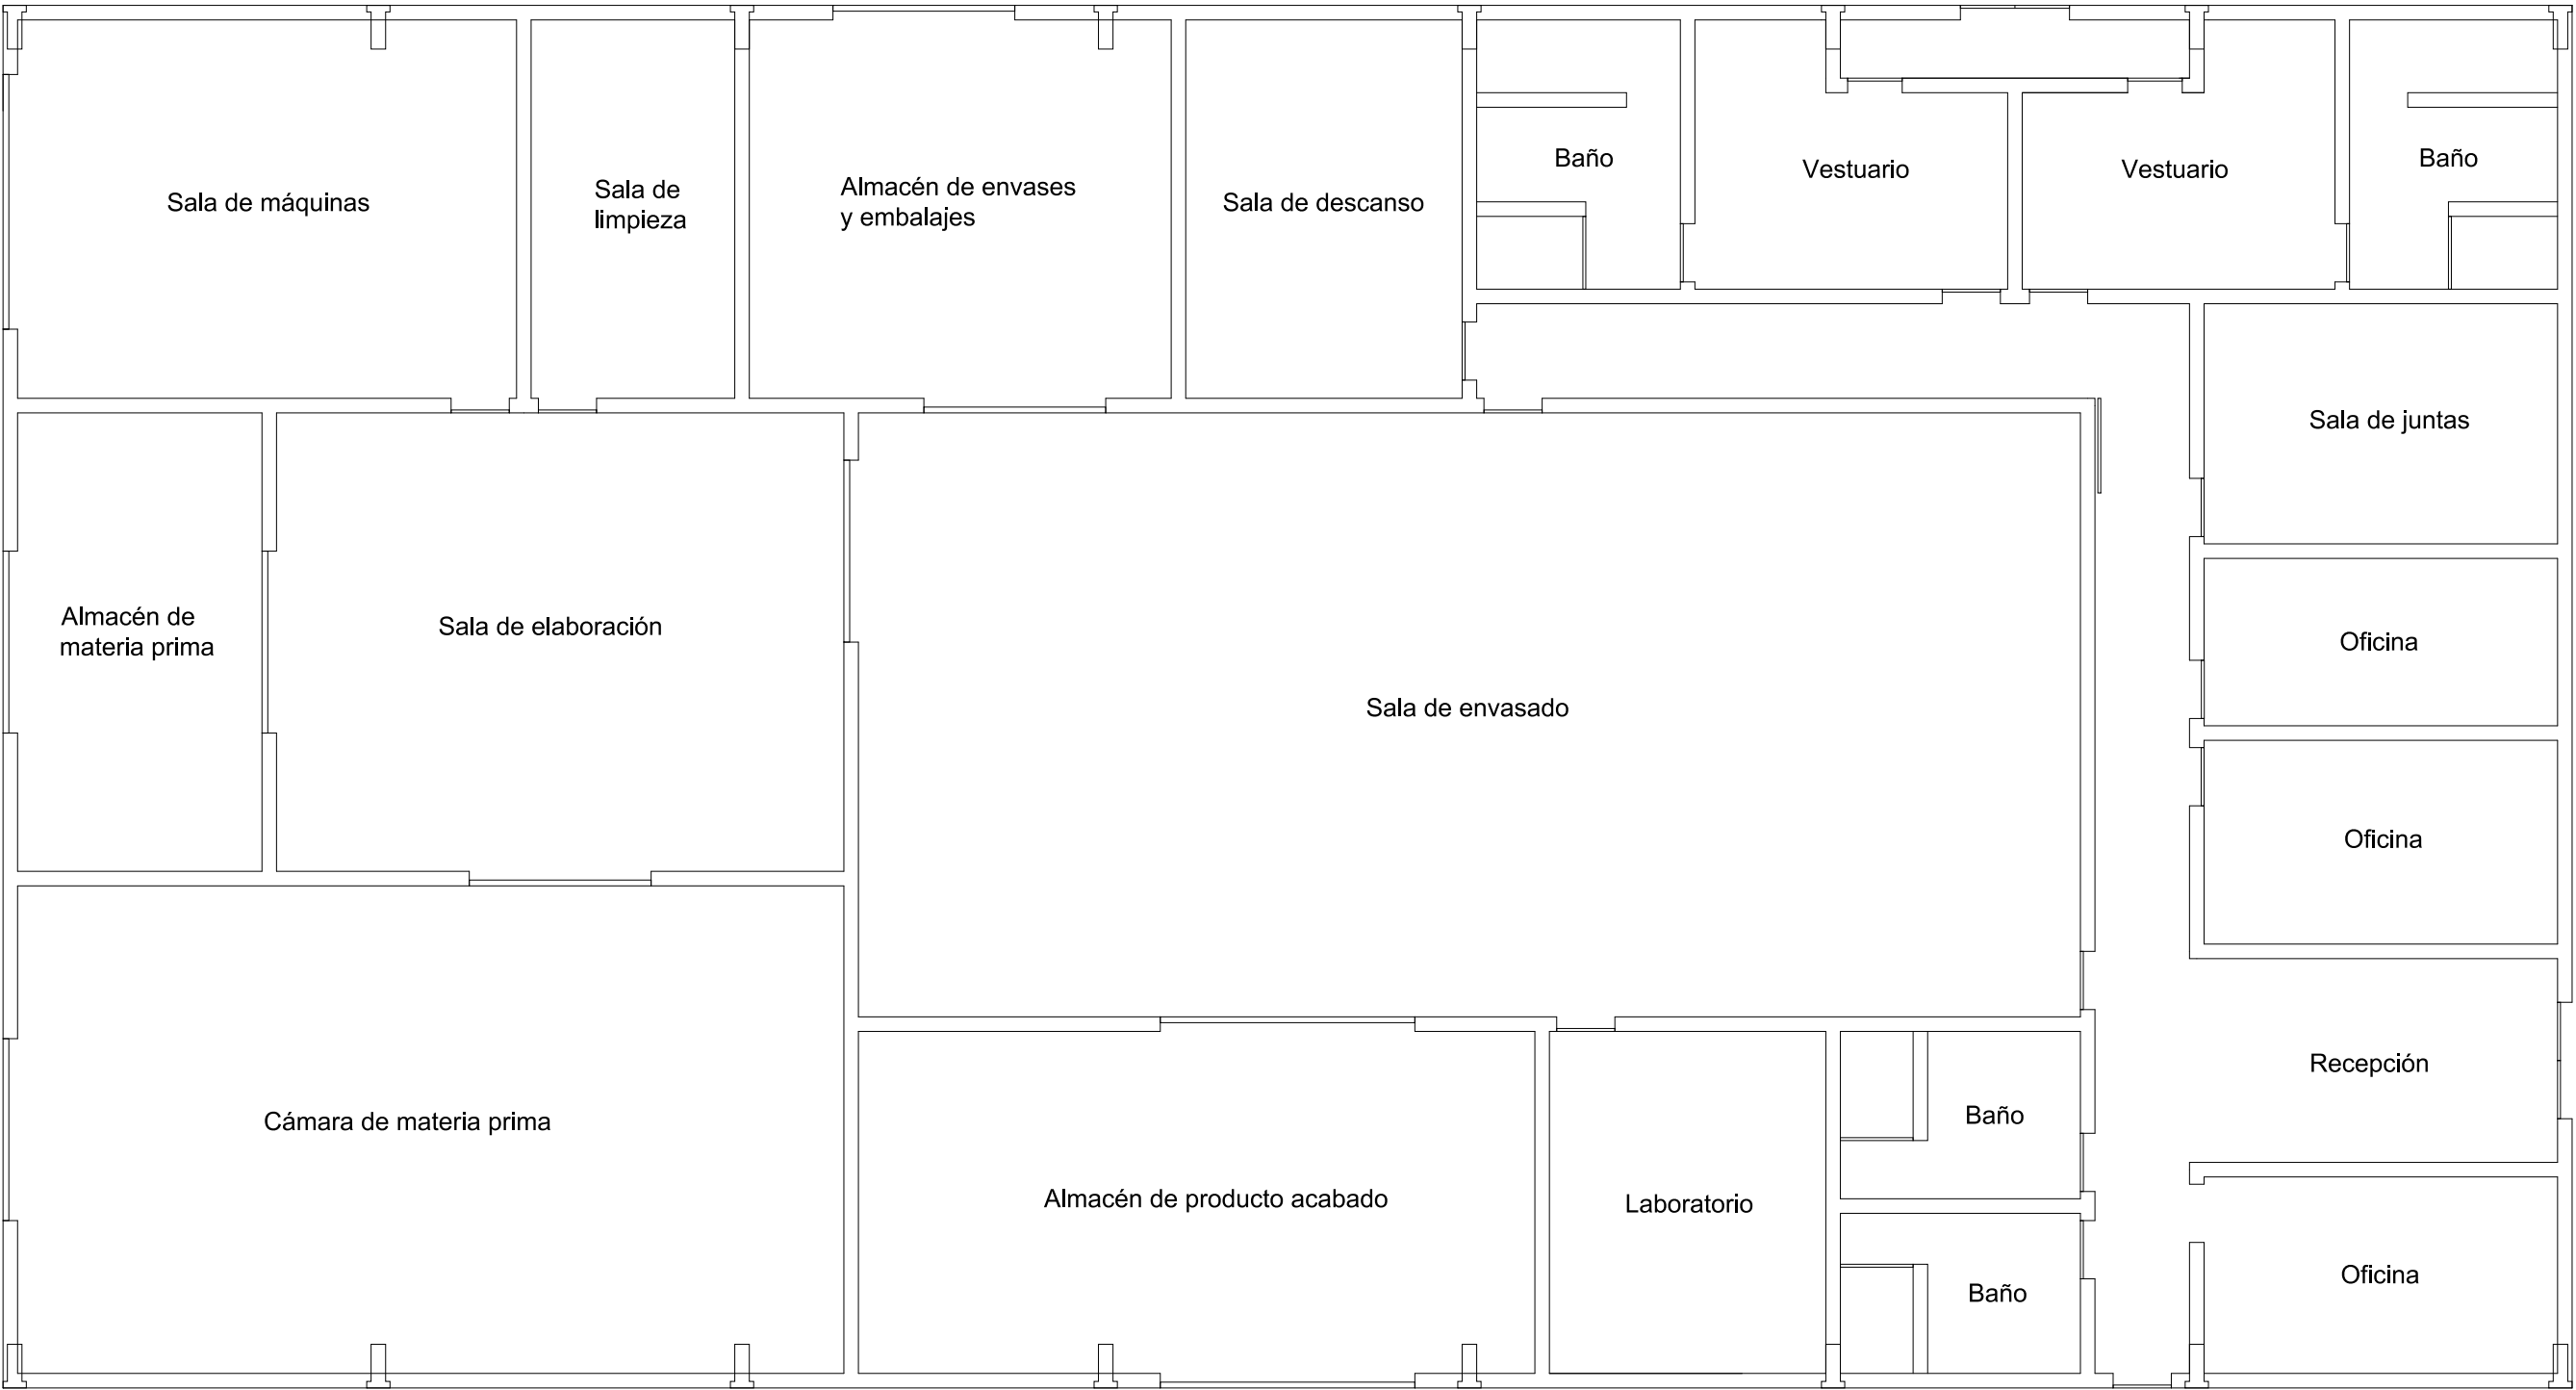 Sala de máquinas
Sala de
limpieza
Almacén de envases
y embalajes
Sala de descanso
Baño
Vestuario
Vestuario
Baño
Sala de juntas
Almacén de
materia prima
Sala de elaboración
Sala de envasado
Oficina
Oficina
Cámara de materia prima
Almacén de producto acabado
Laboratorio
Baño
Baño
Recepción
Oficina